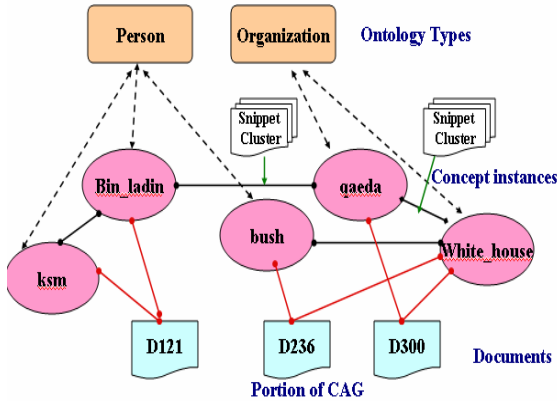 Person
Organization
Ontology Types
Snippet
Cluster
Snippet
Cluster
Bin_ladin
qaeda
Concept instances
bush
White_house
ksm
D121
D236
D300
Documents
Portion of CAG